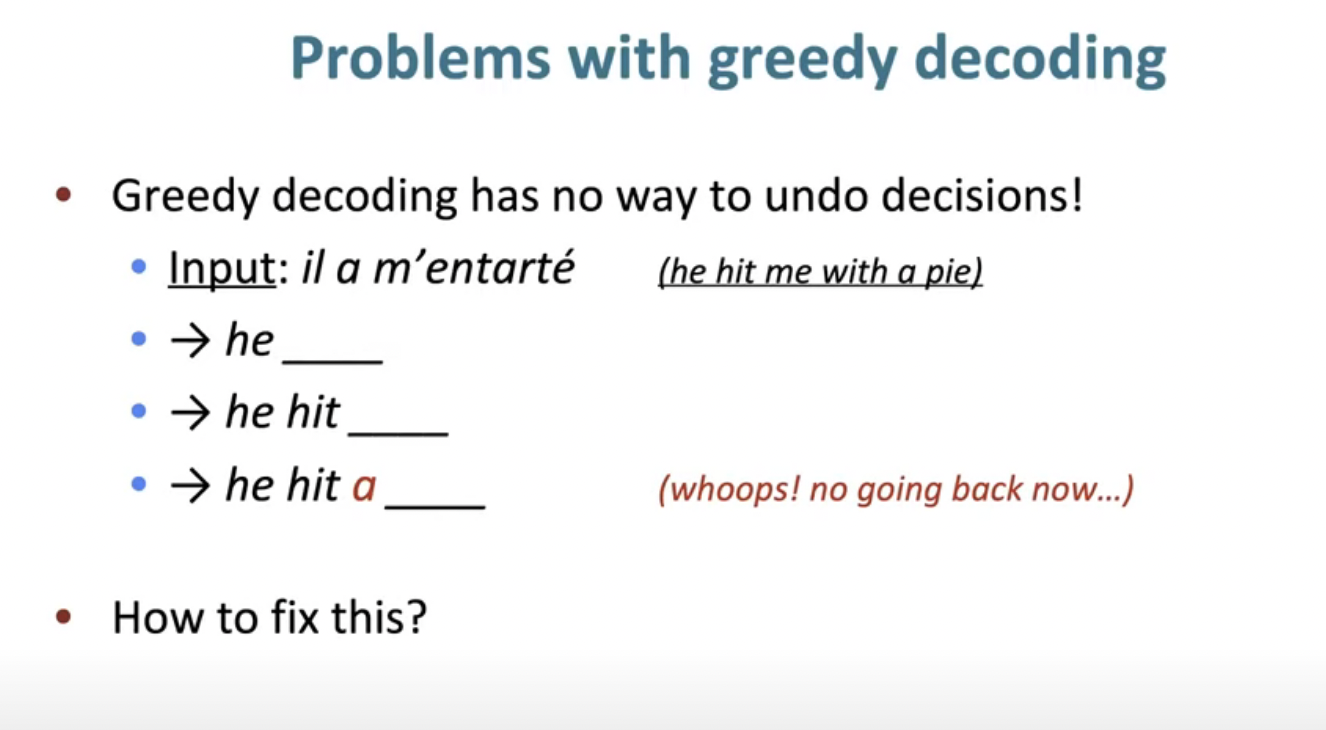 Problems with greedy decoding
• Greedy decoding has no way to undo decisions!
• Input: il a m’entarté (he hit me with a pie)
• → he ____
• → he hit ____
• → he hit a ____ (whoops! no going back now…)
• How to fix this?